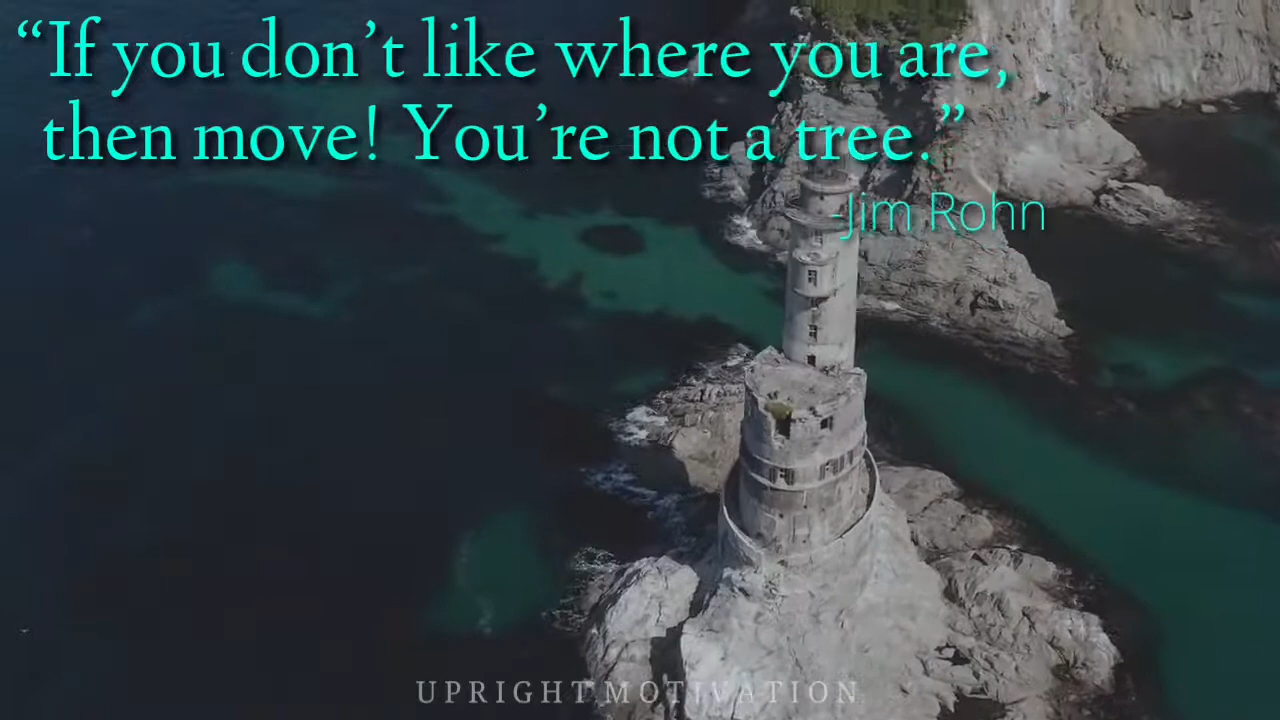 “If you don’t like where you are,
then move! You’re not a tree.”
-Jim Rohn
UPRIGHT MOTIVATION